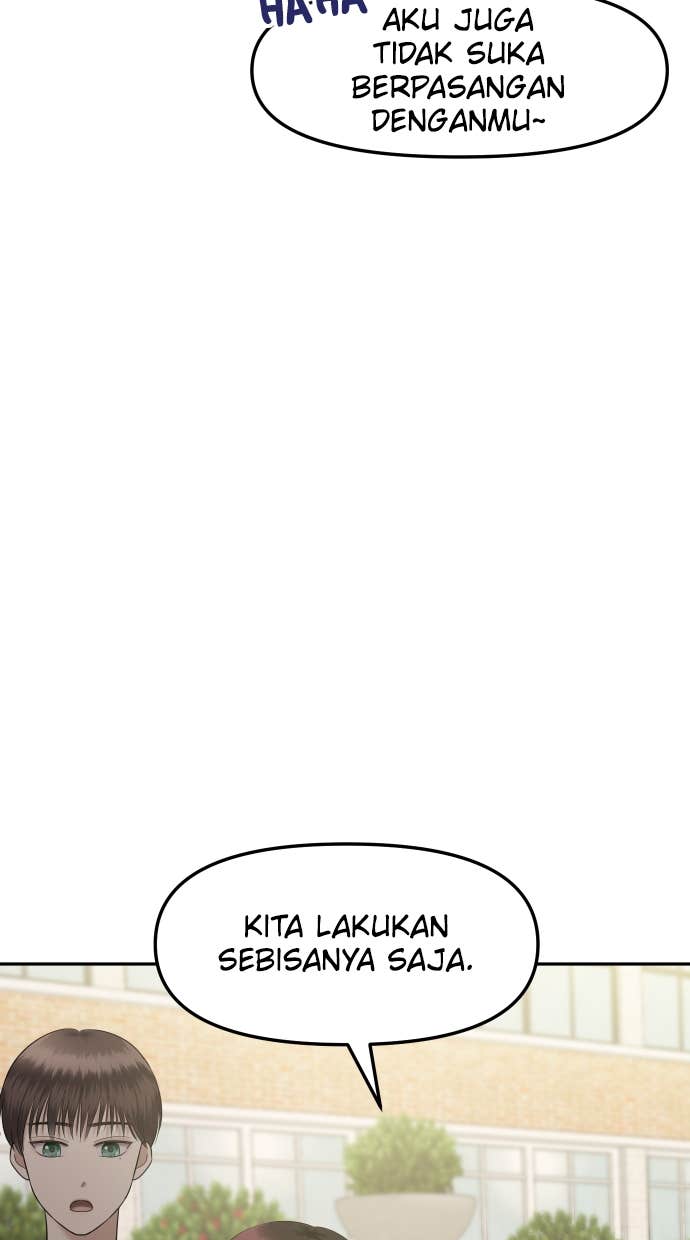 HA-HA
AKU JUGA
TIDAK SUKA
BERPASANGAN
DENGANMU~
KITA LAKUKAN
SEBISANYA SAJA.